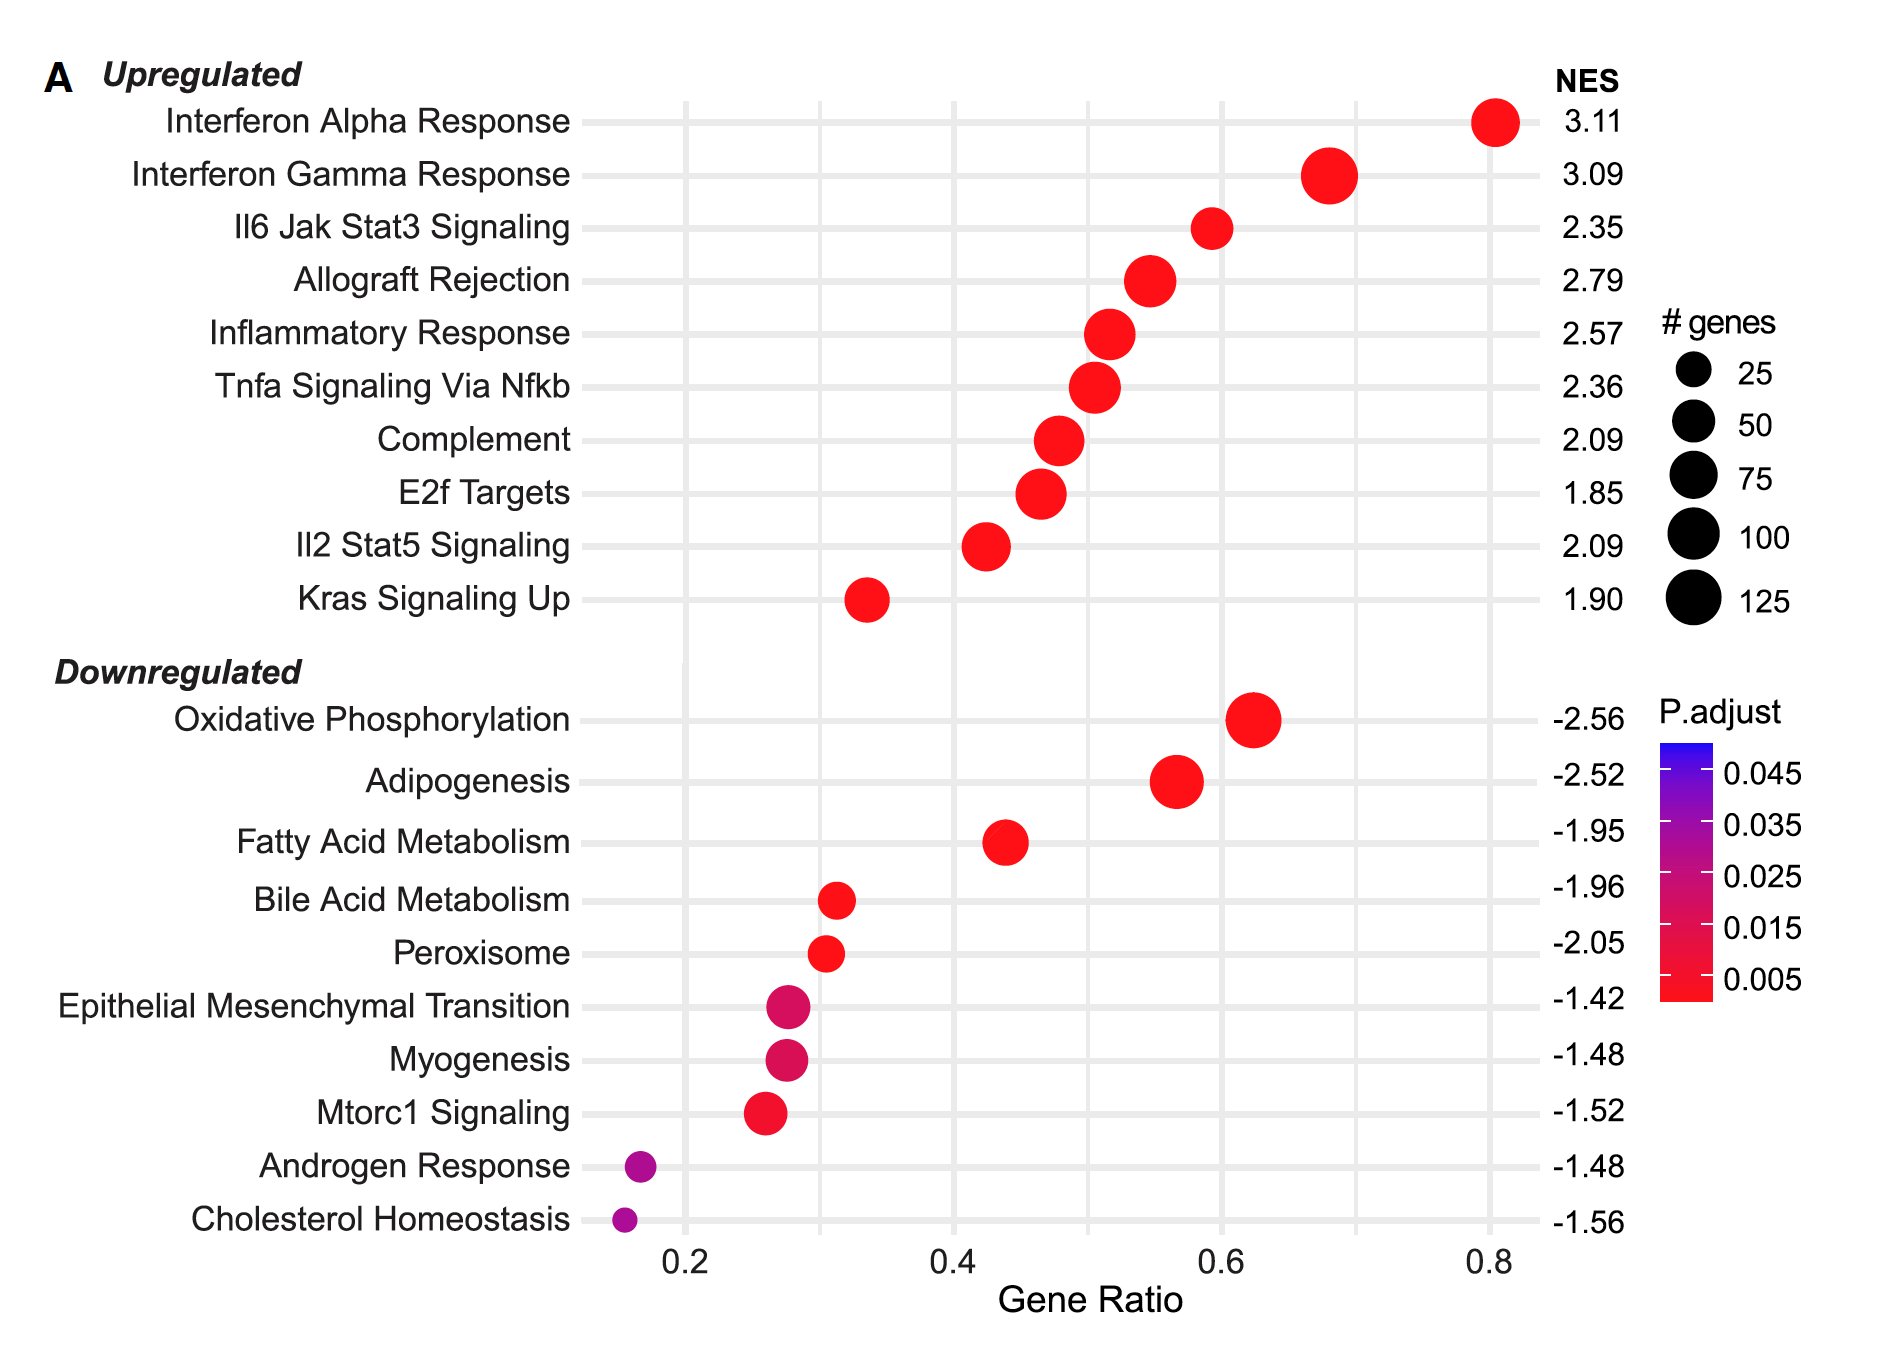 A Upregulated NES
Interferon Alpha Response 3.11
Interferon Gamma Response 3.09
Il6 Jak Stat3 Signaling 2.35
Allograft Rejection 2.79
Inflammatory Response 2.57
Tnfa Signaling Via Nfkb 2.36
Complement 2.09
E2f Targets 1.85
Il2 Stat5 Signaling 2.09
Kras Signaling Up 1.90
# genes
25
50
75
100
125
Downregulated
Oxidative Phosphorylation -2.56
Adipogenesis -2.52
Fatty Acid Metabolism -1.95
Bile Acid Metabolism -1.96
Peroxisome -2.05
Epithelial Mesenchymal Transition -1.42
Myogenesis -1.48
Mtorc1 Signaling -1.52
Androgen Response -1.48
Cholesterol Homeostasis -1.56
P.adjust
0.045
0.035
0.025
0.015
0.005
0.2 0.4 0.6 0.8
Gene Ratio